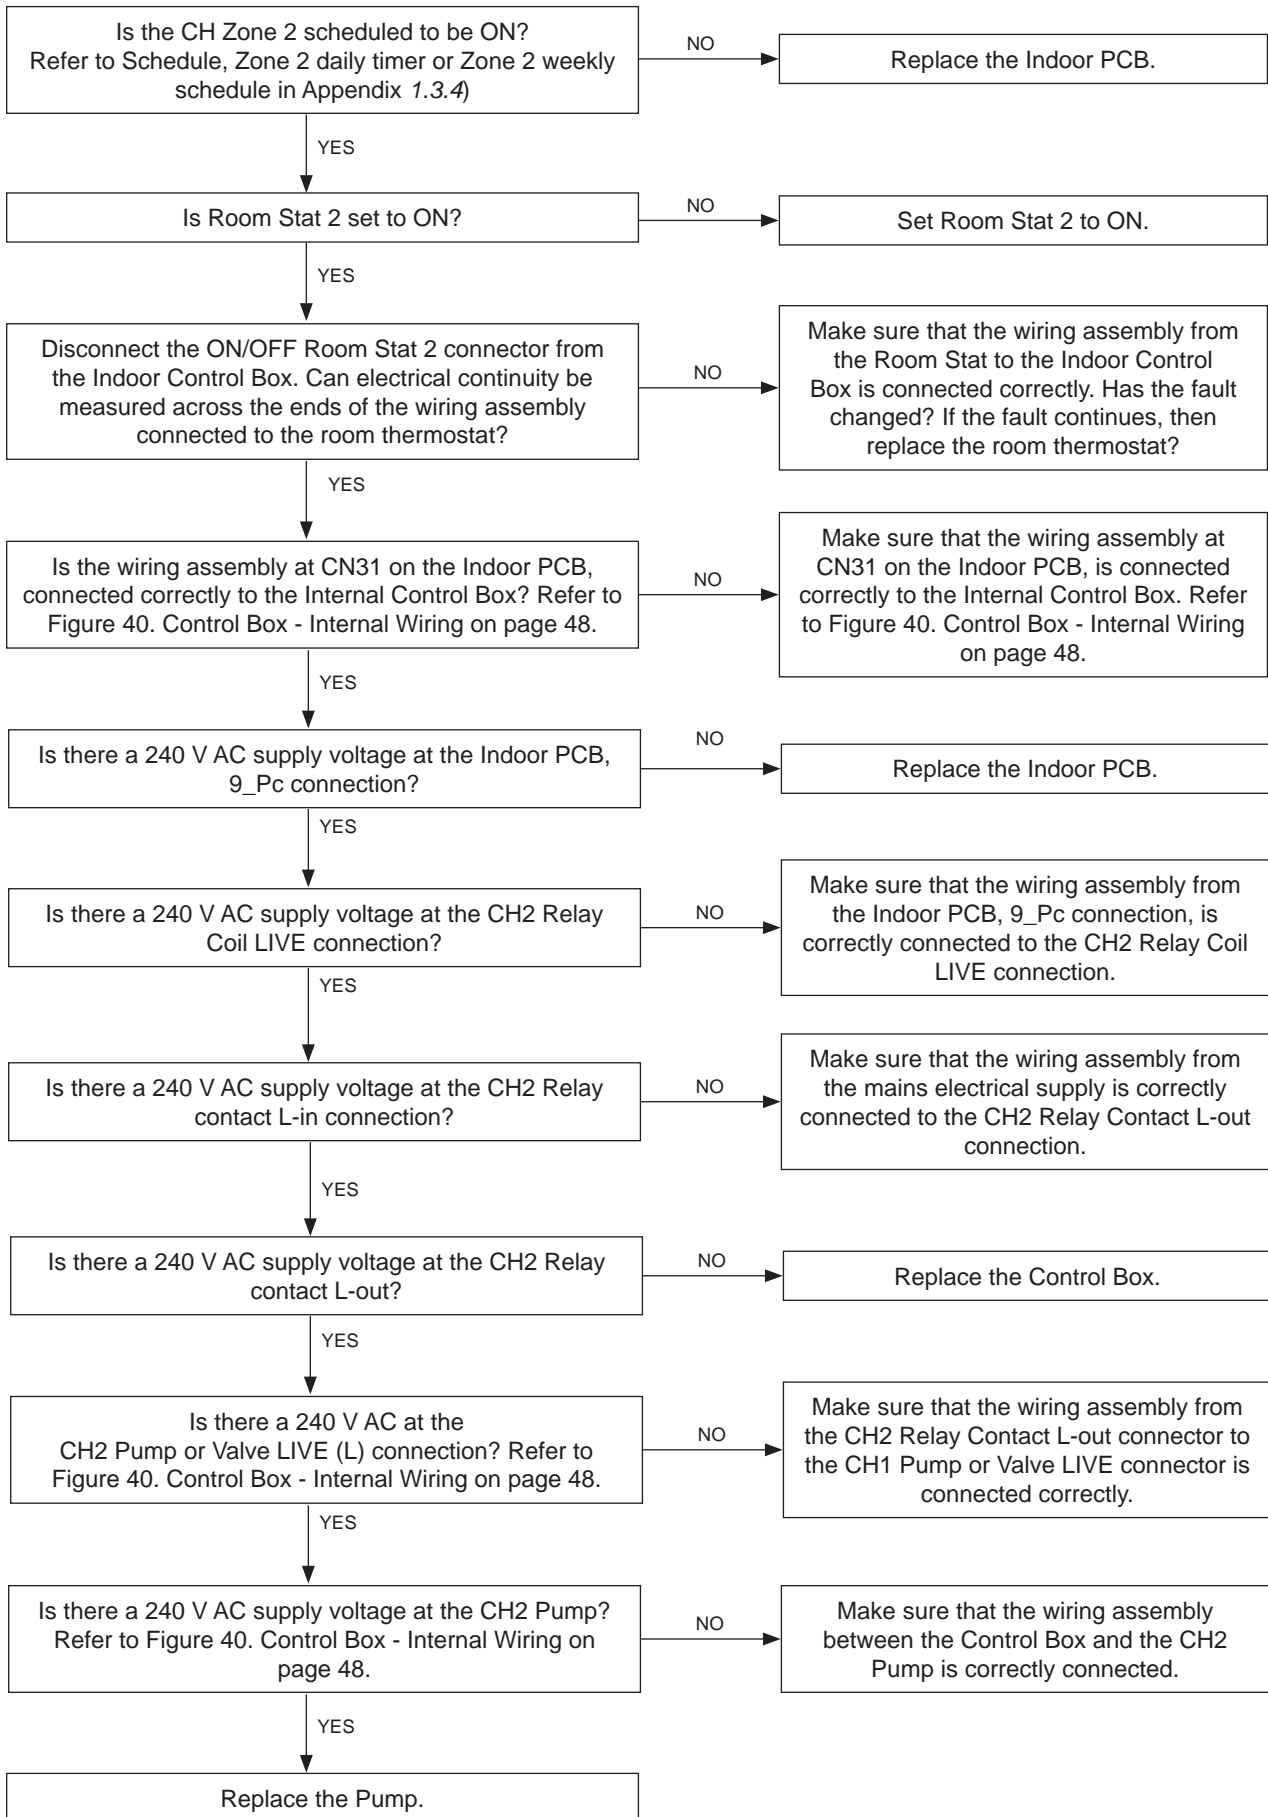 Is the CH Zone 2 scheduled to be ON?
Refer to Schedule, Zone 2 daily timer or Zone 2 weekly
schedule in Appendix 1.3.4)
NO
Replace the Indoor PCB.
YES
Is Room Stat 2 set to ON?
NO
Set Room Stat 2 to ON.
YES
Disconnect the ON/OFF Room Stat 2 connector from
the Indoor Control Box. Can electrical continuity be
measured across the ends of the wiring assembly
connected to the room thermostat?
NO
Make sure that the wiring assembly from
the Room Stat to the Indoor Control
Box is connected correctly. Has the fault
changed? If the fault continues, then
replace the room thermostat?
YES
Is the wiring assembly at CN31 on the Indoor PCB,
connected correctly to the Internal Control Box? Refer to
Figure 40. Control Box - Internal Wiring on page 48.
NO
Make sure that the wiring assembly at
CN31 on the Indoor PCB, is connected
correctly to the Internal Control Box. Refer
to Figure 40. Control Box - Internal Wiring
on page 48.
YES
Is there a 240 V AC supply voltage at the Indoor PCB,
9_Pc connection?
NO
Replace the Indoor PCB.
YES
Is there a 240 V AC supply voltage at the CH2 Relay
Coil LIVE connection?
NO
Make sure that the wiring assembly from
the Indoor PCB, 9_Pc connection, is
correctly connected to the CH2 Relay Coil
LIVE connection.
YES
Is there a 240 V AC supply voltage at the CH2 Relay
contact L-in connection?
NO
Make sure that the wiring assembly from
the mains electrical supply is correctly
connected to the CH2 Relay Contact L-out
connection.
YES
Is there a 240 V AC supply voltage at the CH2 Relay
contact L-out?
NO
Replace the Control Box.
YES
Is there a 240 V AC at the
CH2 Pump or Valve LIVE (L) connection? Refer to
Figure 40. Control Box - Internal Wiring on page 48.
NO
Make sure that the wiring assembly from
the CH2 Relay Contact L-out connector to
the CH1 Pump or Valve LIVE connector is
connected correctly.
YES
Is there a 240 V AC supply voltage at the CH2 Pump?
Refer to Figure 40. Control Box - Internal Wiring on
page 48.
NO
Make sure that the wiring assembly
between the Control Box and the CH2
Pump is correctly connected.
YES
Replace the Pump.